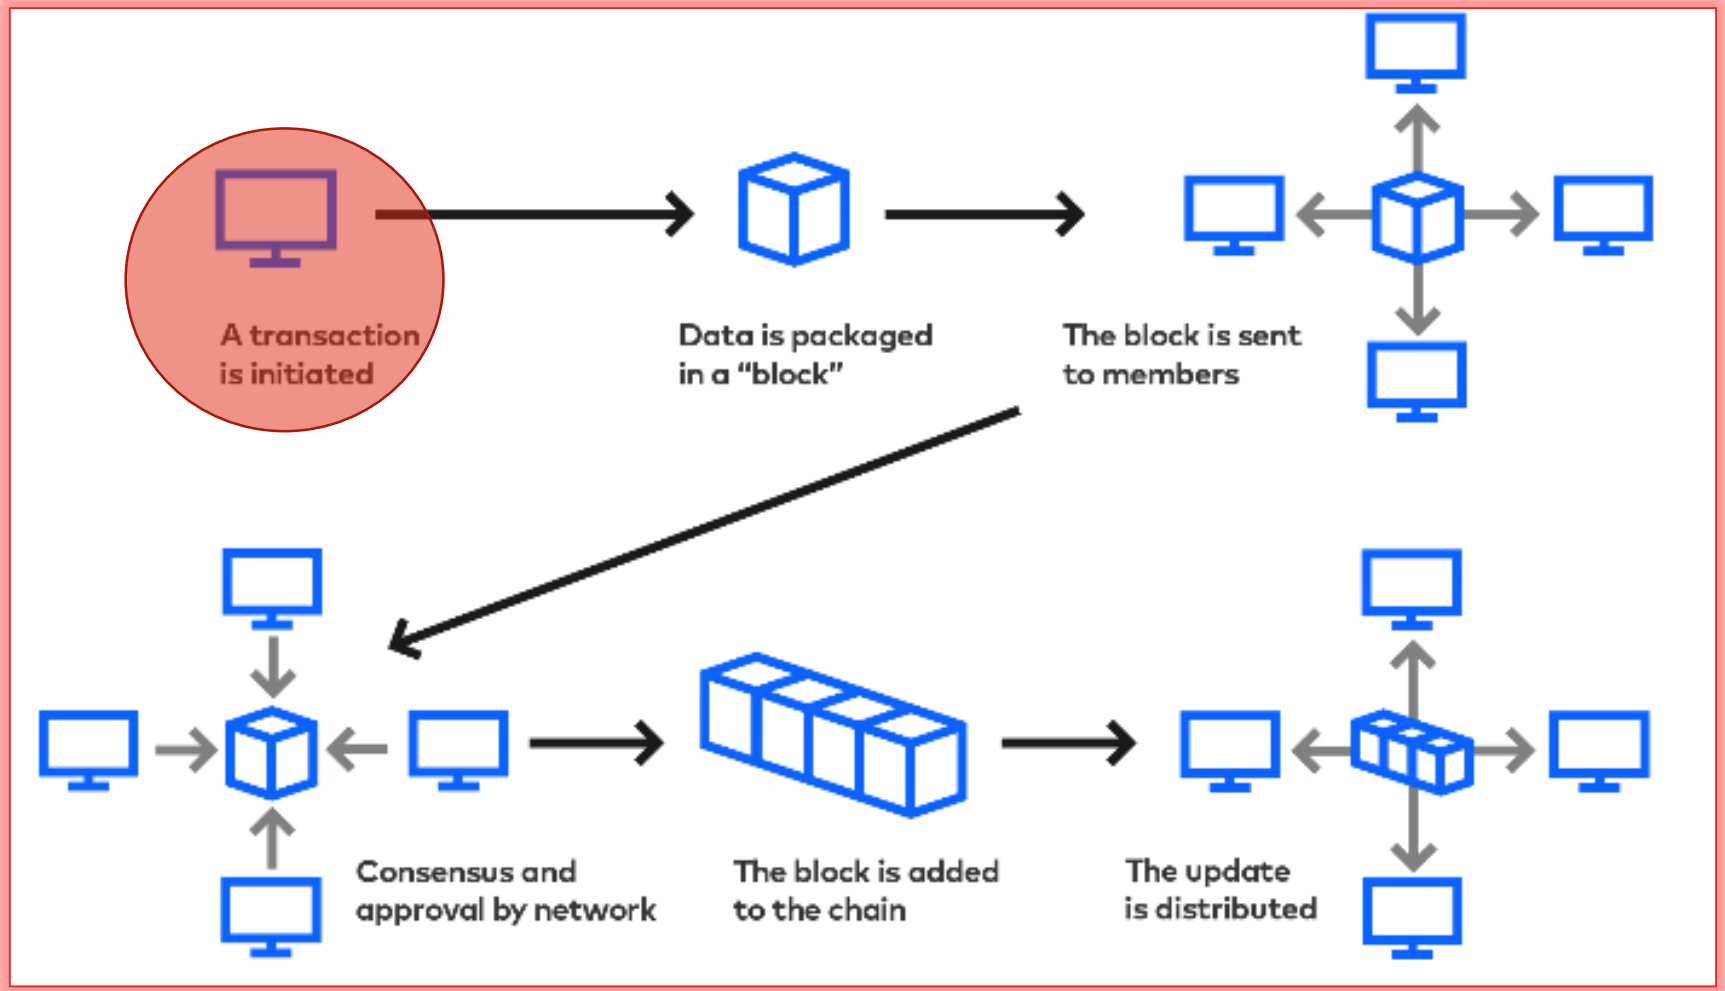 A transaction
is initiated
Data is packaged
in a “block”
The block is sent
to members
Consensus and
approval by network
The block is added
to the chain
The update
is distributed